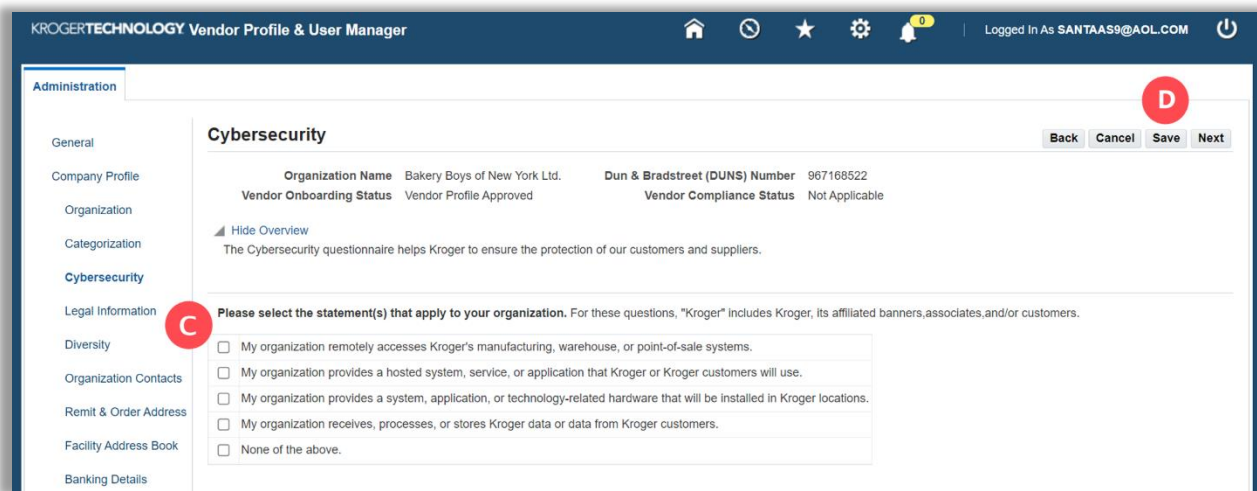 KROGERTECHNOLOGY. Vendor Profile & User Manager
0
Logged In As SANTAAS9@AOL.COM
Administration
D
General
Company Profile
Organization
Categorization
Cybersecurity
Legal Information
Diversity
Organization Contacts
Remit & Order Address
Facility Address Book
Banking Details
Cybersecurity
Back Cancel Save Next
Organization Name Bakery Boys of New York Ltd. Dun & Bradstreet (DUNS) Number 967168522
Vendor Onboarding Status Vendor Profile Approved Vendor Compliance Status Not Applicable
Hide Overview
The Cybersecurity questionnaire helps Kroger to ensure the protection of our customers and suppliers.
C
Please select the statement(s) that apply to your organization. For these questions, "Kroger" includes Kroger, its affiliated banners,associates,and/or customers.
My organization remotely accesses Kroger's manufacturing, warehouse, or point-of-sale systems.
My organization provides a hosted system, service, or application that Kroger or Kroger customers will use.
My organization provides a system, application, or technology-related hardware that will be installed in Kroger locations.
My organization receives, processes, or stores Kroger data or data from Kroger customers.
None of the above.